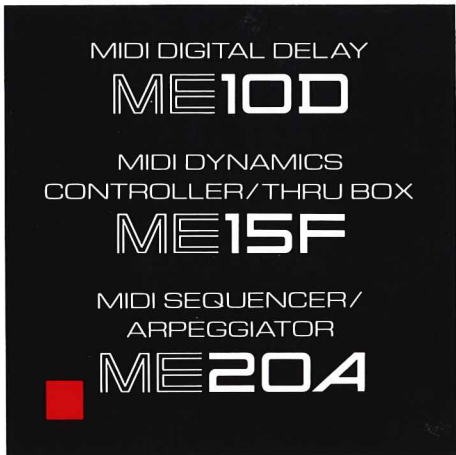 MIDI DIGITAL DELAY
ME10D
MIDI DYNAMICS
CONTROLLER/THRU BOX
ME15F
MIDI SEQUENCER/
ARPEGGIATOR
ME20A